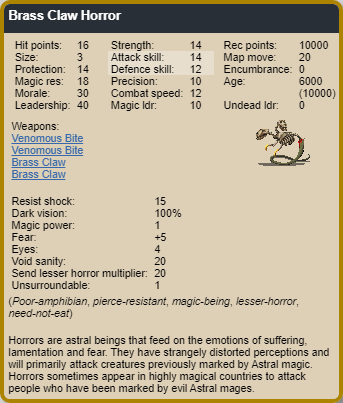 Brass Claw Horror
Hit points: 16 Strength: 14 Rec points: 10000
Size: 3 Attack skill: 14 Map move: 20
Protection: 14 Defence skill: 12 Encumbrance: 0
Magic res: 18 Precision: 10 Age: 6000
Morale: 30 Combat speed: 12 (10000)
Leadership: 40 Magic ldr: 10 Undead ldr: 0
Weapons:
Venomous Bite
Venomous Bite
Brass Claw
Brass Claw
Resist shock: 15
Dark vision: 100%
Magic power: 1
Fear: +5
Eyes: 4
Void sanity: 20
Send lesser horror multiplier: 20
Unsurroundable: 1
(Poor-amphibian, pierce-resistant, magic-being, lesser-horror,
need-not-eat)
Horrors are astral beings that feed on the emotions of suffering,
lamentation and fear. They have strangely distorted perceptions and
will primarily attack creatures previously marked by Astral magic.
Horrors sometimes appear in highly magical countries to attack
people who have been marked by evil Astral mages.